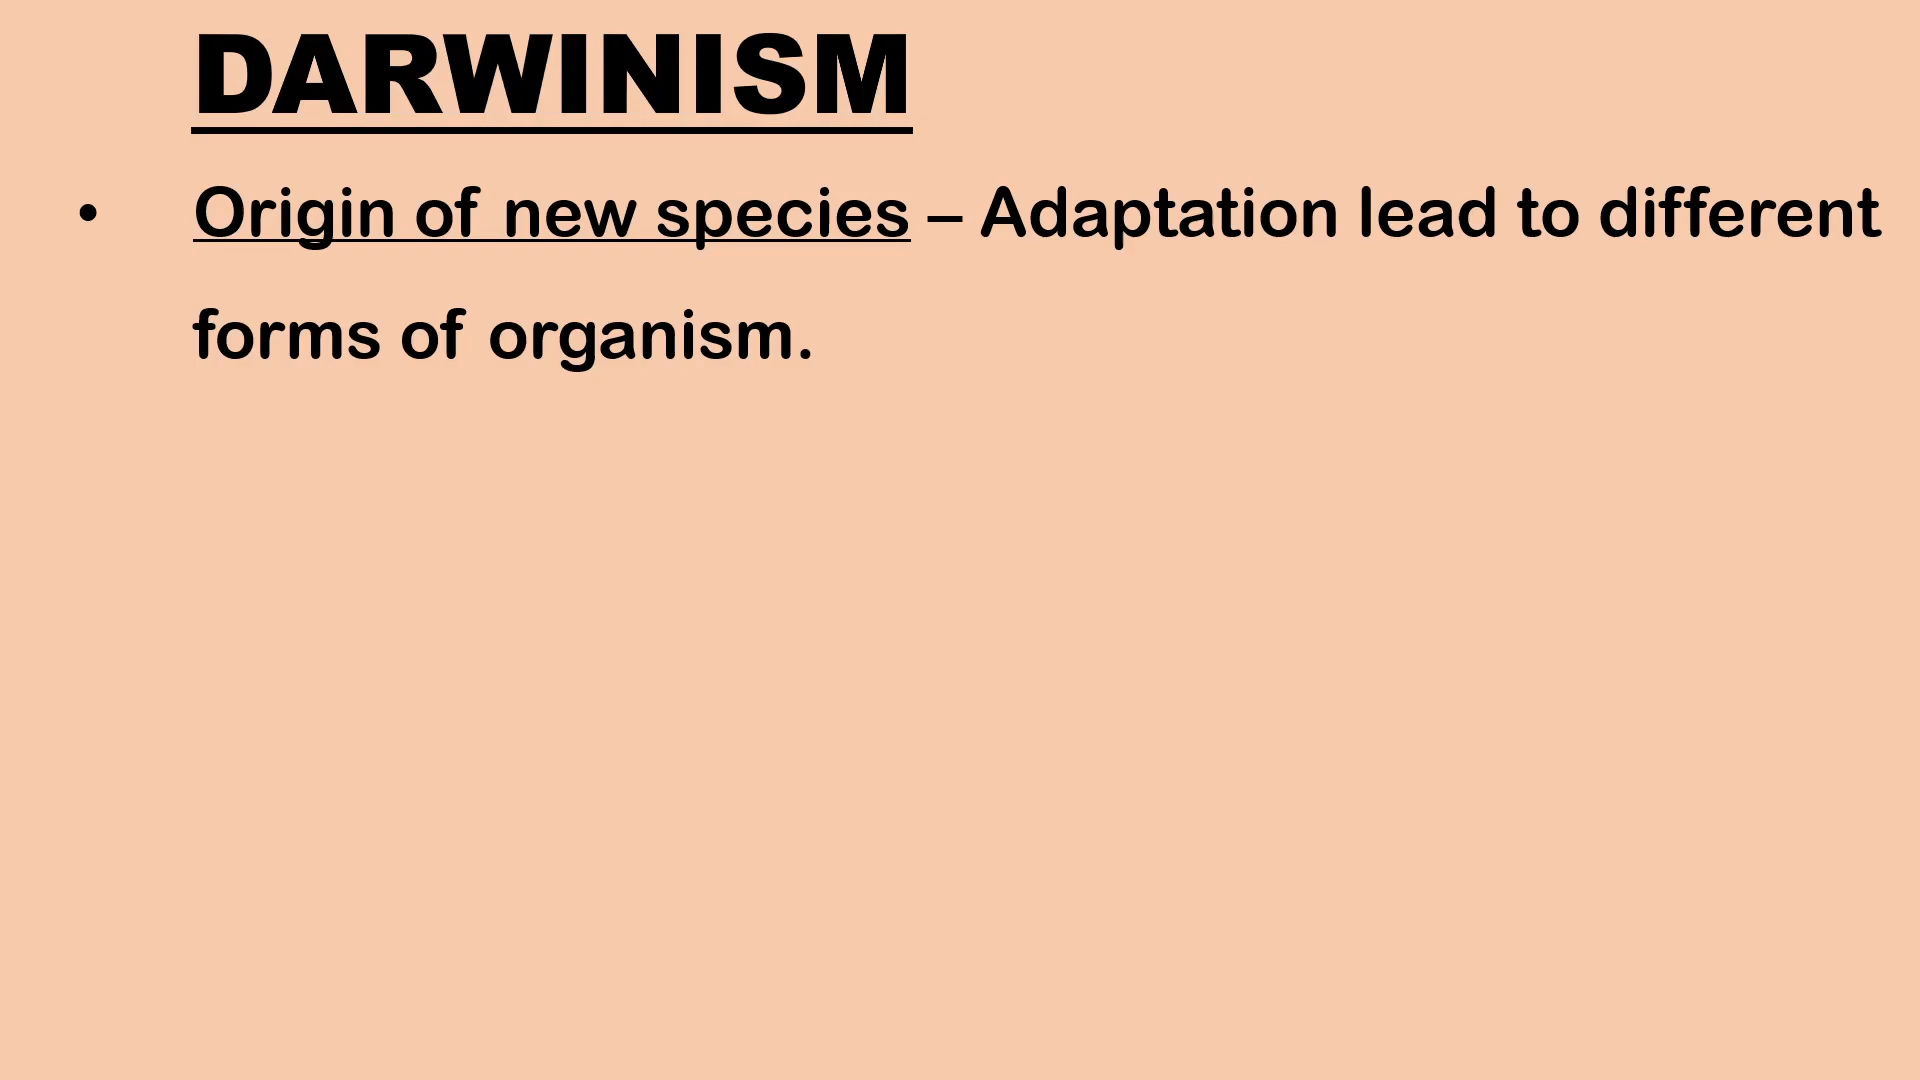 DARWINISM
• Origin of new species – Adaptation lead to different
forms of organism.